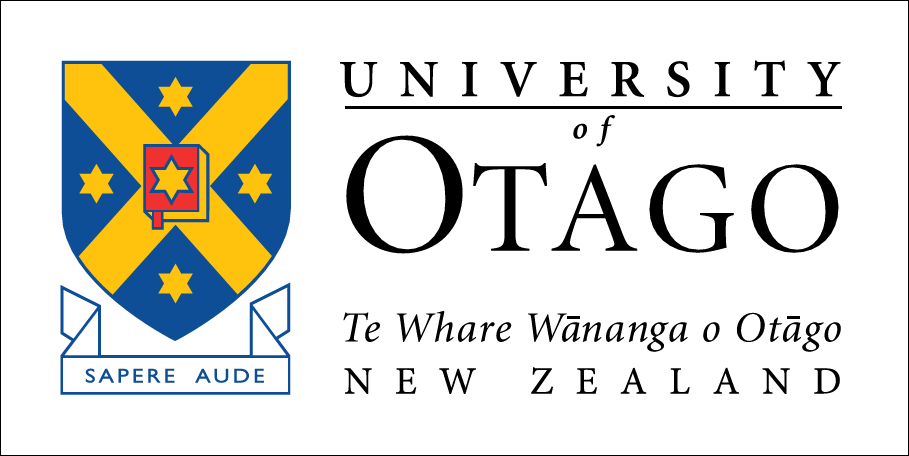 UNIVERSITY
of
OTAGO
Te Whare Wānanga o Otāgo
NEW ZEALAND
SAPERE AUDE